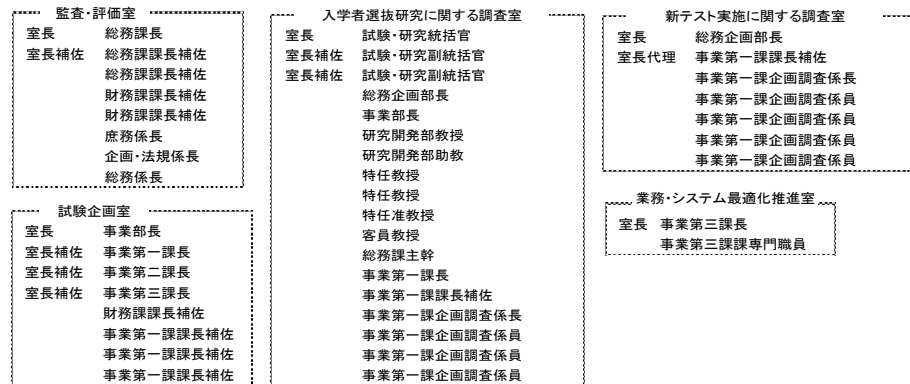 監査・評価室
室長 総務課長
室長補佐 総務課課長補佐
総務課課長補佐
財務課課長補佐
財務課課長補佐
庶務係長
企画・法規係長
総務係長
試験企画室
室長 事業部長
室長補佐 事業第一課長
室長補佐 事業第二課長
室長補佐 事業第三課長
財務課課長補佐
事業第一課課長補佐
事業第一課課長補佐
事業第一課課長補佐
入学者選抜研究に関する調査室
室長 試験・研究統括官
室長補佐 試験・研究副統括官
室長補佐 試験・研究副統括官
総務企画部長
事業部長
研究開発部教授
研究開発部助教
特任教授
特任教授
特任准教授
客員教授
総務課主幹
事業第一課長
事業第一課課長補佐
事業第一課企画調査係長
事業第一課企画調査係員
事業第一課企画調査係員
事業第一課企画調査係員
新テスト実施に関する調査室
室長 総務企画部長
室長代理 事業第一課課長補佐
事業第一課企画調査係長
事業第一課企画調査係員
事業第一課企画調査係員
事業第一課企画調査係員
事業第一課企画調査係員
業務・システム最適化推進室
室長 事業第三課長
事業第三課課専門職員